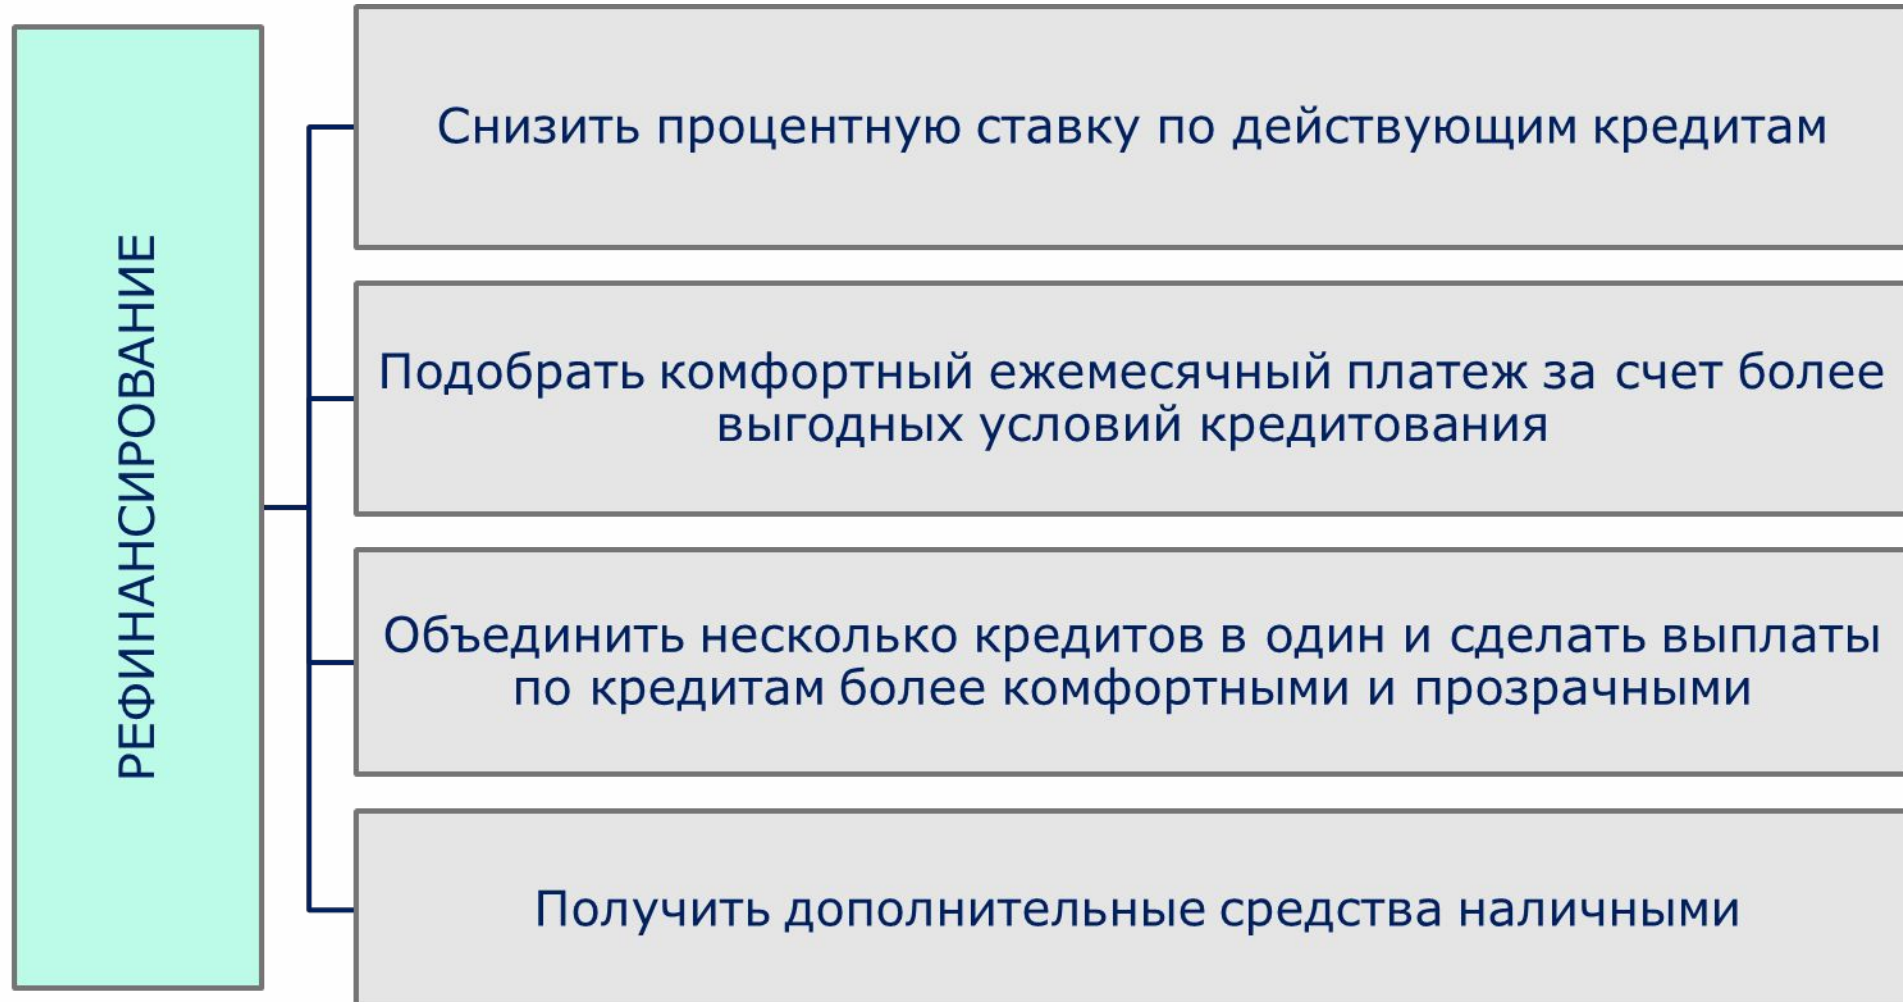 РЕФИНАНСИРОВАНИЕ
Снизить процентную ставку по действующим кредитам
Подобрать комфортный ежемесячный платеж за счет более
выгодных условий кредитования
Объединить несколько кредитов в один и сделать выплаты
по кредитам более комфортными и прозрачными
Получить дополнительные средства наличными